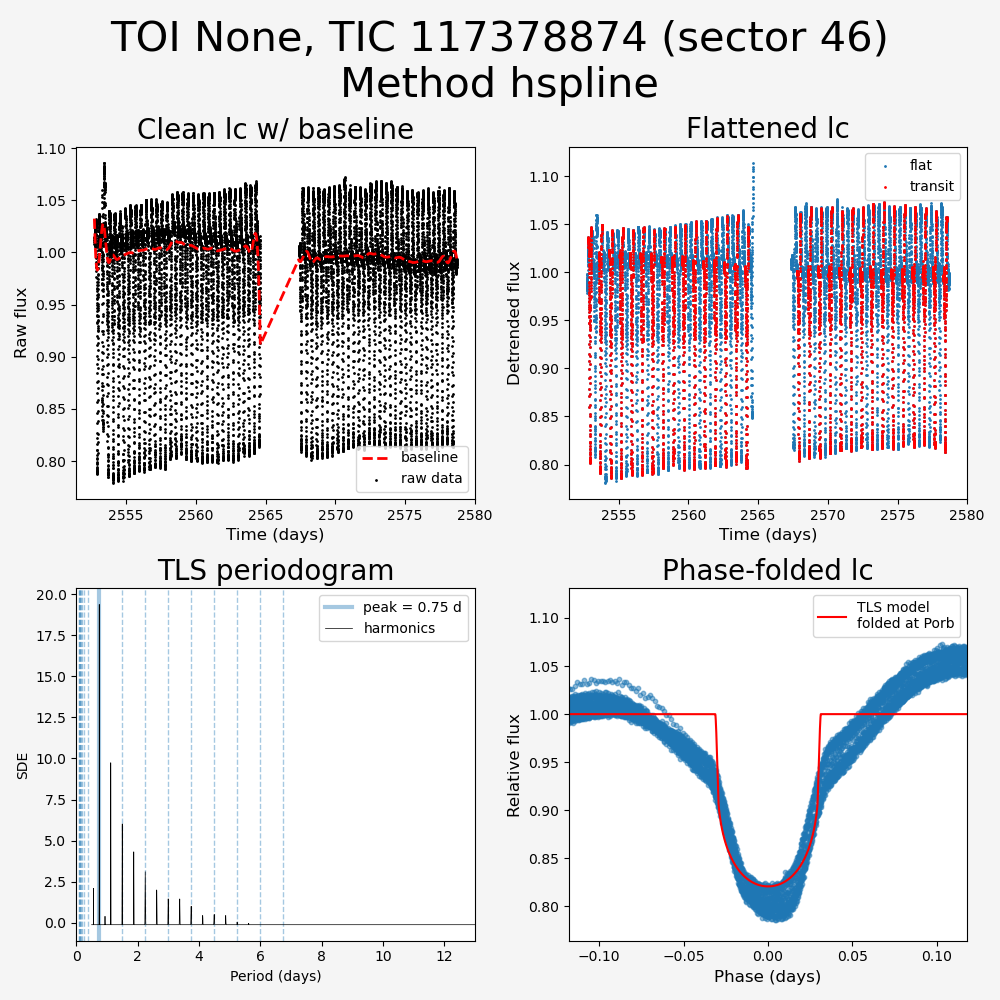 TOI None, TIC 117378874 (sector 46)
Method hspline
Clean lc w/ baseline
Raw flux
1.10
1.05
1.00
0.95
0.90
0.85
0.80
baseline
raw data
2555 2560 2565 2570 2575 2580
Time (days)
Flattened lc
Detrended flux
1.10
1.05
1.00
0.95
0.90
0.85
0.80
flat
transit
2555 2560 2565 2570 2575 2580
Time (days)
TLS periodogram
SDE
20.0
17.5
15.0
12.5
10.0
7.5
5.0
2.5
0.0
peak = 0.75 d
harmonics
0 2 4 6 8 10 12
Period (days)
Phase-folded lc
Relative flux
1.10
1.05
1.00
0.95
0.90
0.85
0.80
TLS model
folded at Porb
−0.10 −0.05 0.00 0.05 0.10
Phase (days)